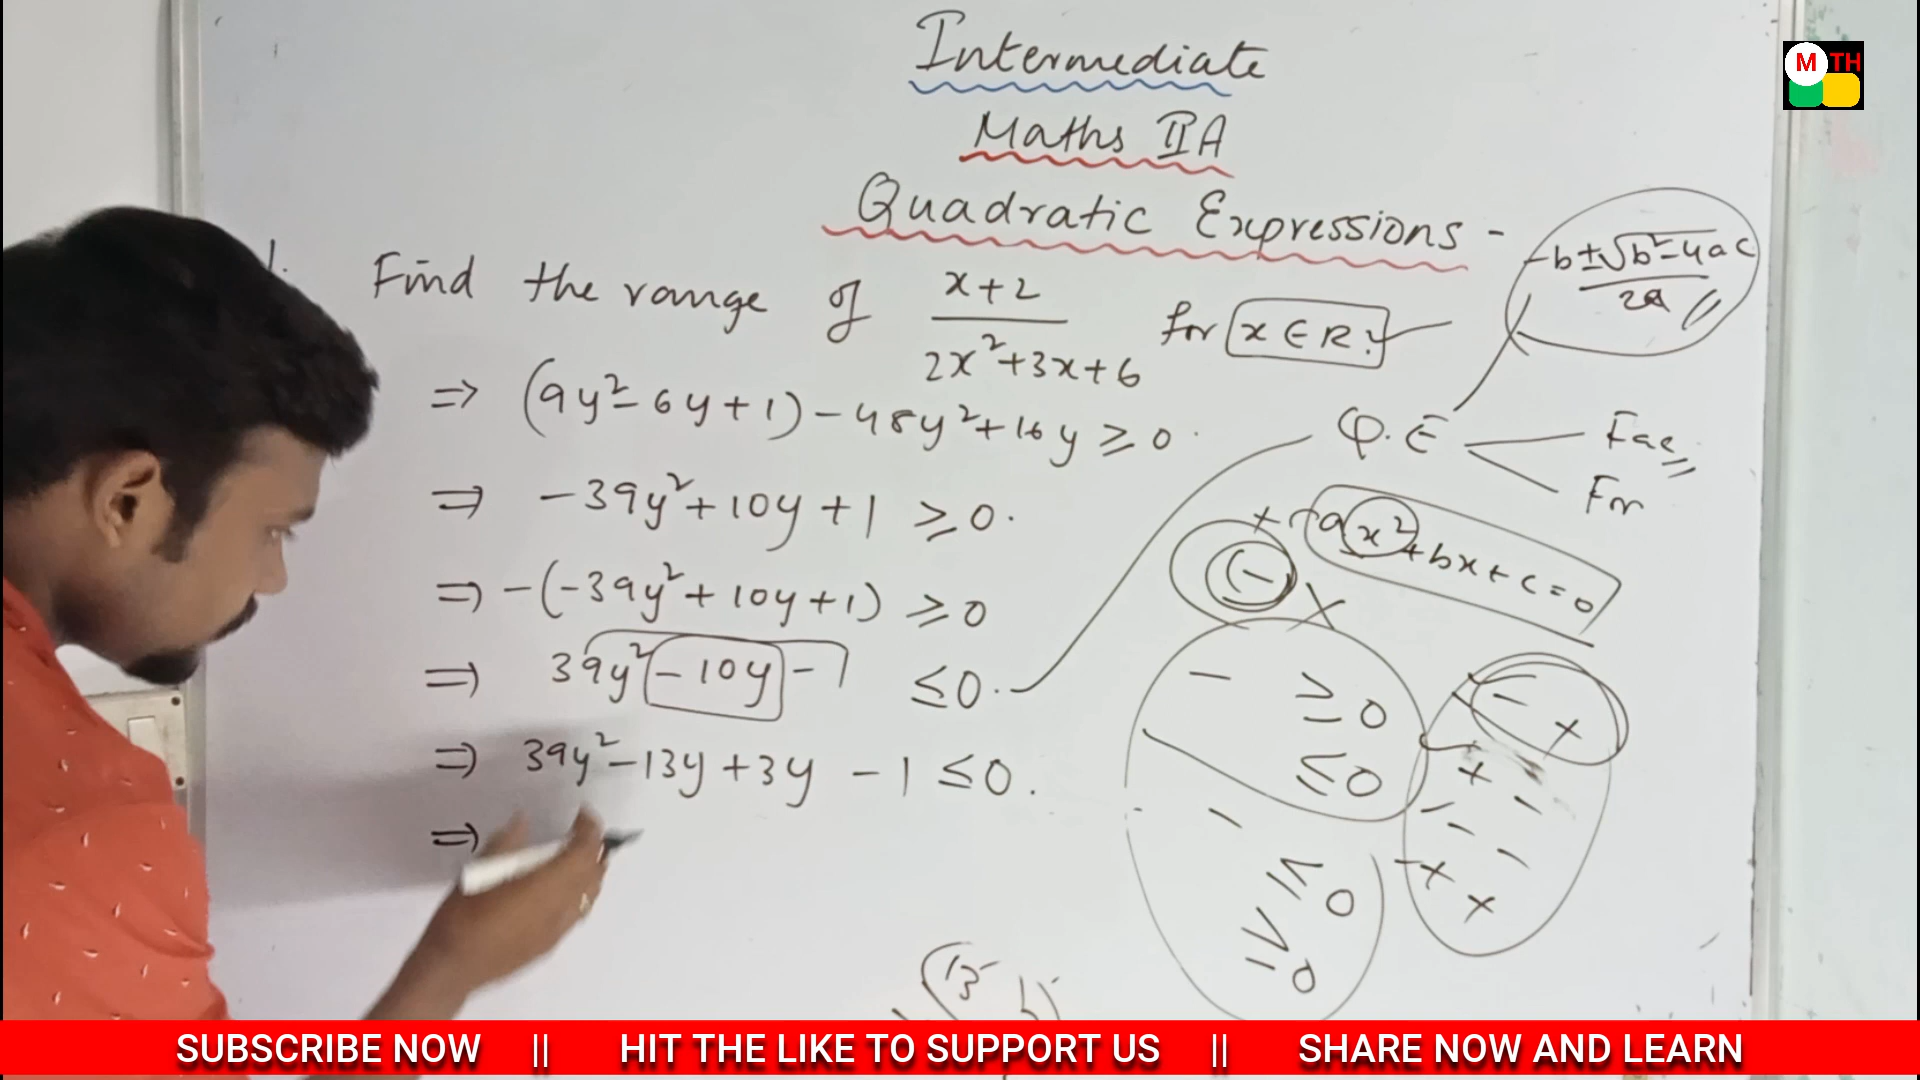 Intermediate
Maths IIA
Quadratic Expressions -
1. Find the range of x+2 / 2x²+3x+6 for x ∈ R.
⇒ (9y²-6y+1)-48y²+16y ≥ 0.
⇒ -39y²+10y+1 ≥ 0.
⇒ -(-39y²+10y+1) ≥ 0
⇒ 39y²-10y-1 ≤ 0.
⇒ 39y²-13y+3y-1 ≤ 0.
⇒
-b±√b²-4ac / 2a
Q.E
Fac
For
+ ax²+bx+c=0
(-) X
- ≥ 0
≤ 0
-
≤ 0
≥ 0
- +
+ -
- - -
+ +
13
M TH
SUBSCRIBE NOW || HIT THE LIKE TO SUPPORT US || SHARE NOW AND LEARN